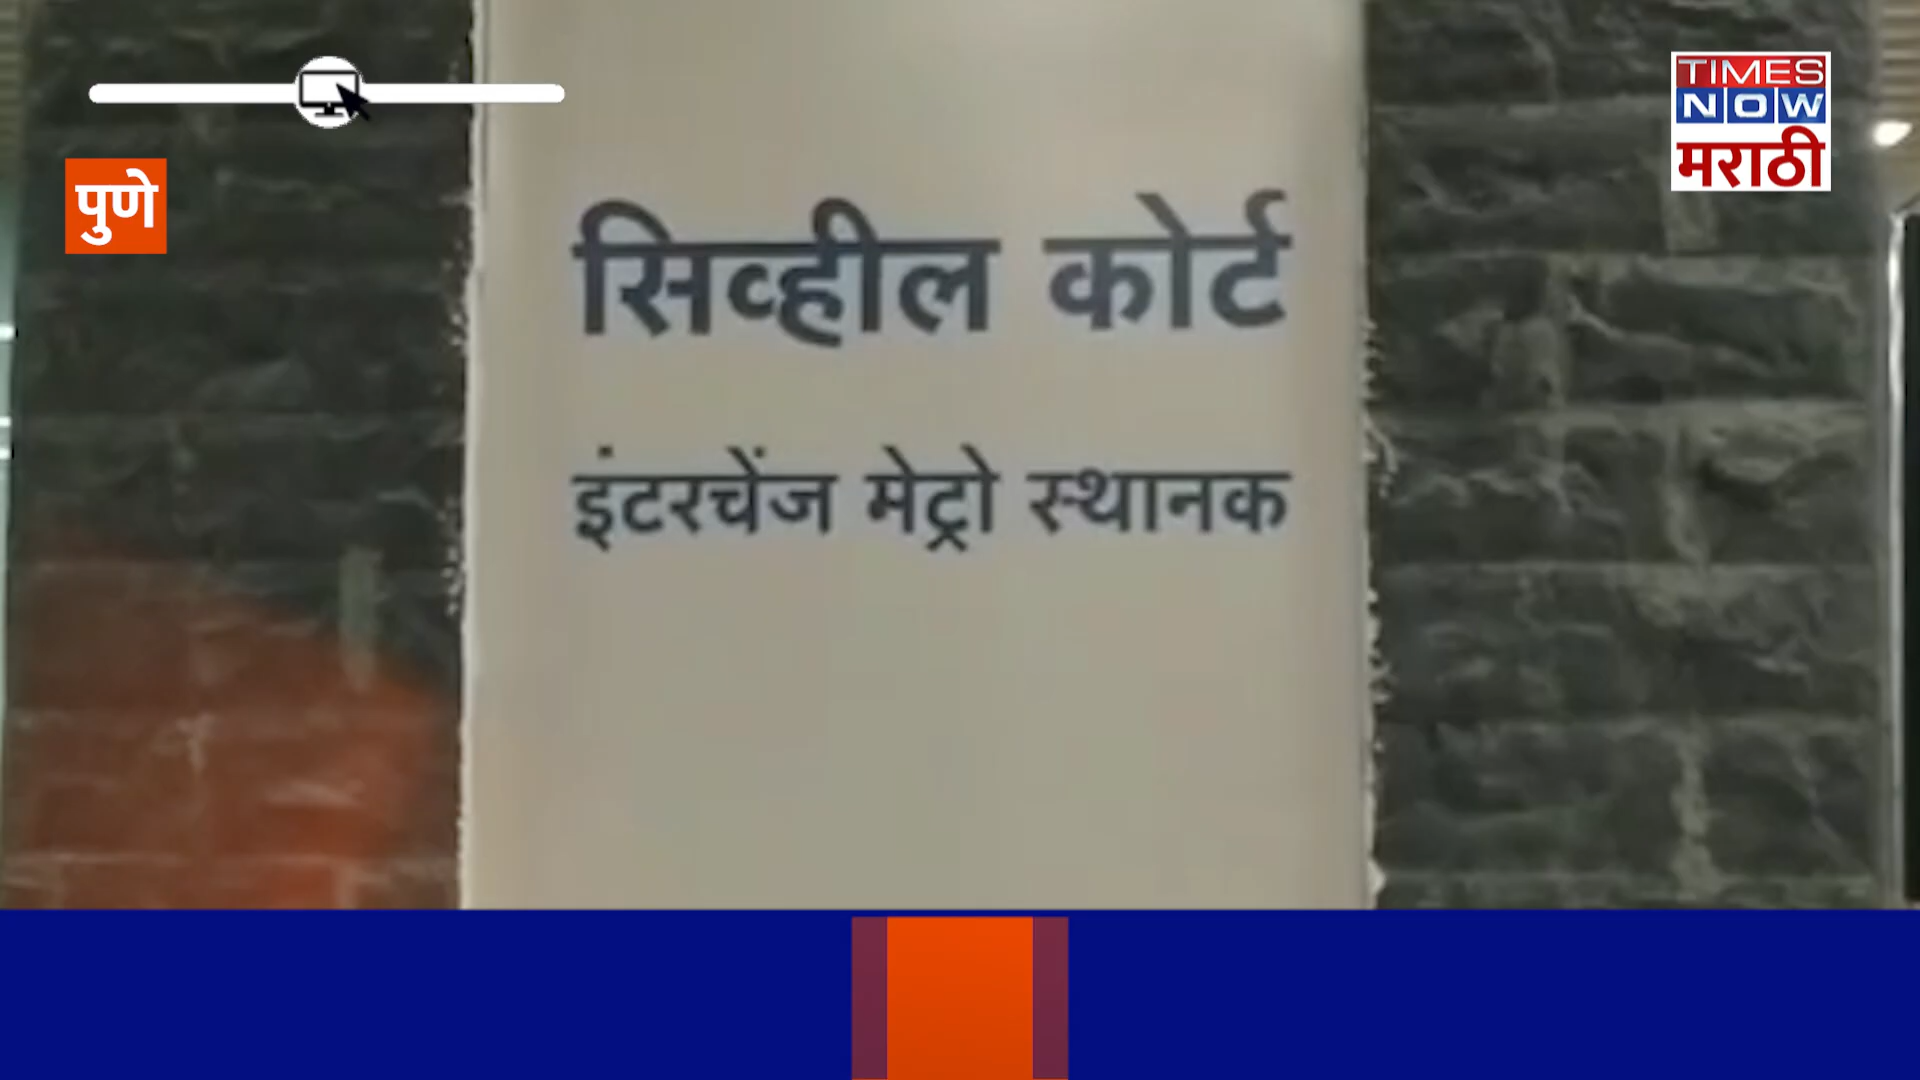 TIMES
NOW
मराठी
पुणे
सिव्हील कोर्ट
इंटरचेंज मेट्रो स्थानक